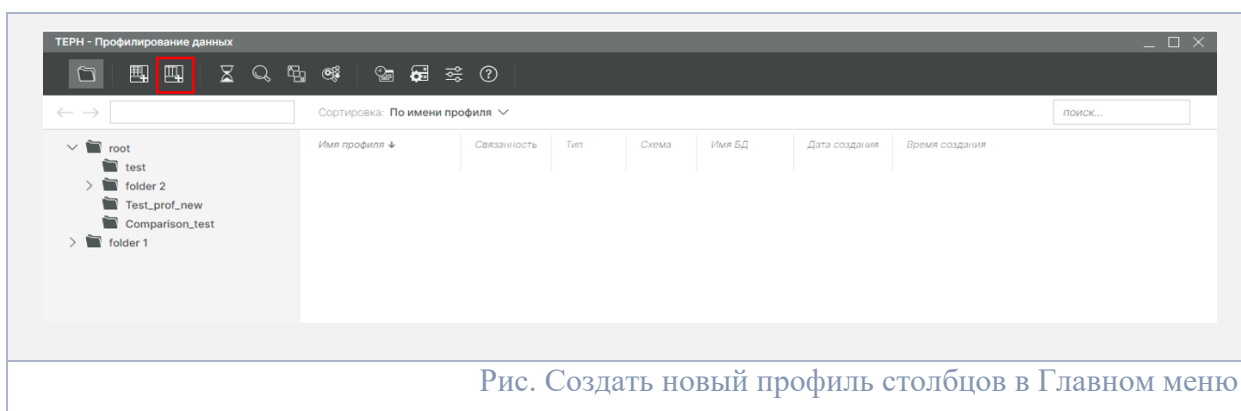 ТЕРН - Профилирование данных
Сортировка: По имени профиля
поиск...
Имя профиля Связанность Тип Схема Имя БД Дата создания Время создания
root
test
folder 2
Test_prof_new
Comparison_test
folder 1
Рис. Создать новый профиль столбцов в Главном меню